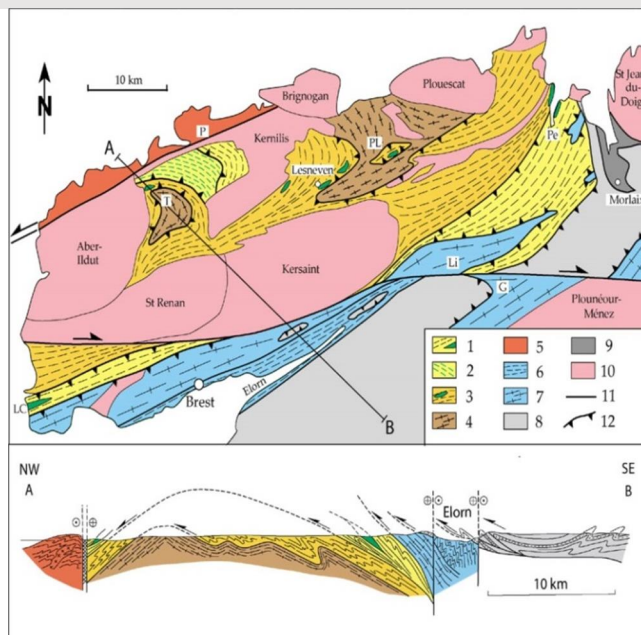 10 km
N
St Jean-
du-
Doigt
Brignogan
Plouescat
P
A
Kernilis
PL
Pe
Lesneven
T
Morlaix
Aber-
Ildut
Kersaint
Li
St Renan
G
Plounéour-
Ménez
LC
Brest
Elorn
B
1 5 9
2 6 10
3 7 11
4 8 12
NW
A
SE
B
Elorn
10 km